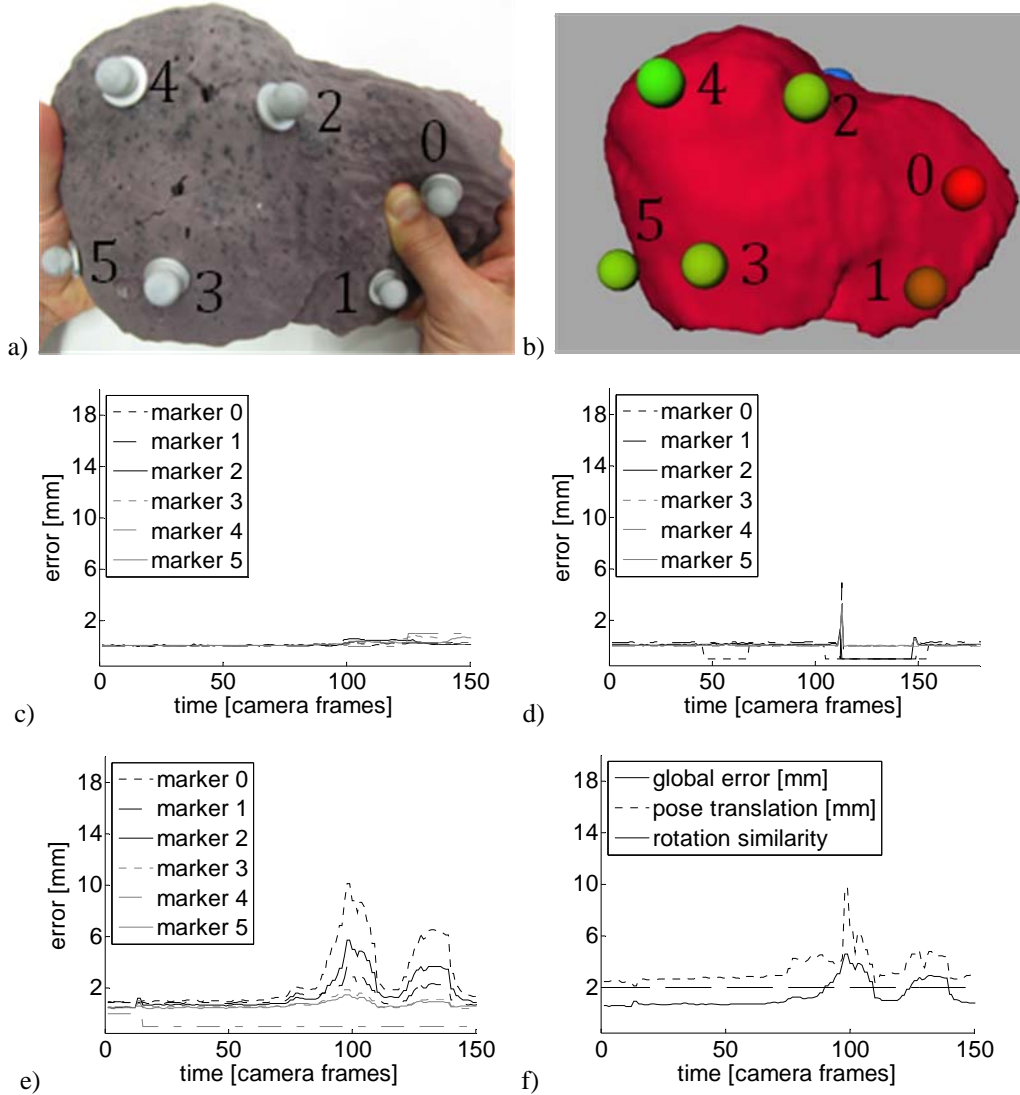 4 2 0 5 3 1
a)
4 2 0 5 3 1
b)
error [mm]
18
14
10
6
2
marker 0
marker 1
marker 2
marker 3
marker 4
marker 5
0 50 100 150
time [camera frames]
c)
error [mm]
18
14
10
6
2
marker 0
marker 1
marker 2
marker 3
marker 4
marker 5
0 50 100 150
time [camera frames]
d)
error [mm]
18
14
10
6
2
marker 0
marker 1
marker 2
marker 3
marker 4
marker 5
0 50 100 150
time [camera frames]
e)
18
14
10
6
2
global error [mm]
pose translation [mm]
rotation similarity
0 50 100 150
time [camera frames]
f)